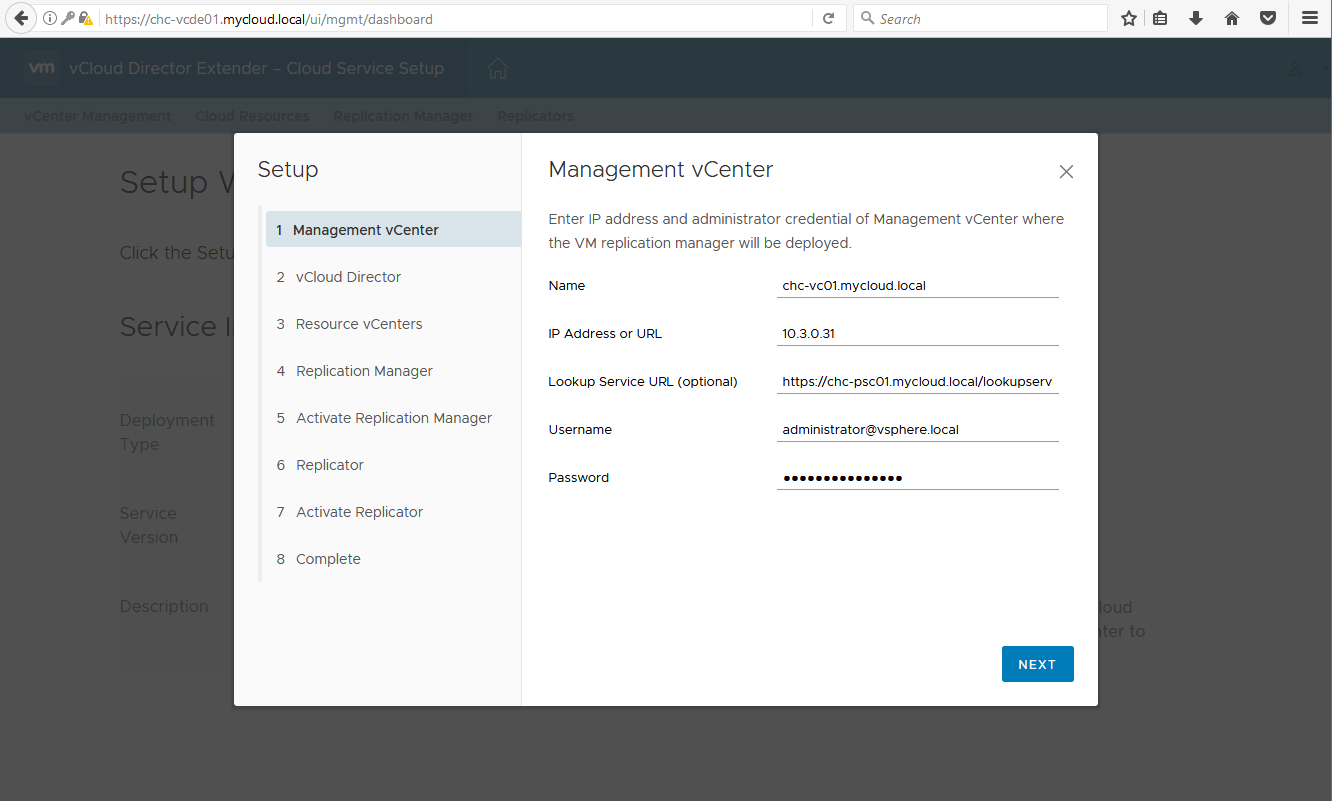 https://chc-vcde01.mycloud.local/ui/mgmt/dashboard
Search
vm vCloud Director Extender – Cloud Service Setup
vCenter Management Cloud Resources Replication Manager Replicators
Setup
Click the Setu
Service
Deployment
Type
Service
Version
Description
loud
ter to
Setup
1 Management vCenter
2 vCloud Director
3 Resource vCenters
4 Replication Manager
5 Activate Replication Manager
6 Replicator
7 Activate Replicator
8 Complete
Management vCenter
Enter IP address and administrator credential of Management vCenter where
the VM replication manager will be deployed.
Name chc-vc01.mycloud.local
IP Address or URL 10.3.0.31
Lookup Service URL (optional) https://chc-psc01.mycloud.local/lookupserv
Username administrator@vsphere.local
Password •••••••••••••••
NEXT